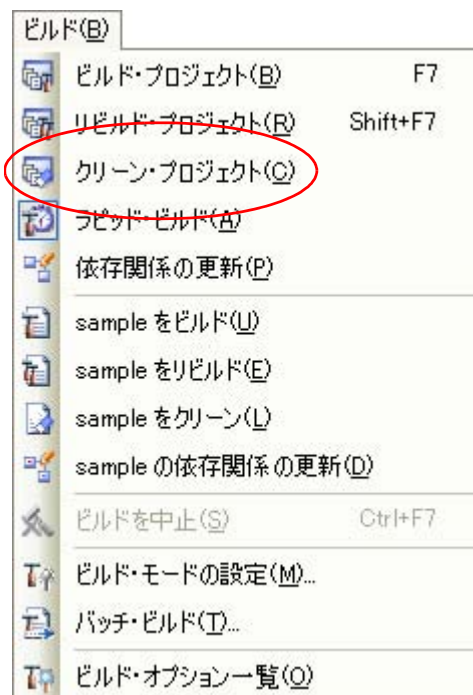 ビルド(B)
ビルド・プロジェクト(B) F7
リビルド・プロジェクト(R) Shift+F7
クリーン・プロジェクト(C)
ラピッド・ビルド(A)
依存関係の更新(P)
sample をビルド(U)
sample をリビルド(E)
sample をクリーン(L)
sample の依存関係の更新(D)
ビルドを中止(S) Ctrl+F7
ビルド・モードの設定(M)...
バッチ・ビルド(T)...
ビルド・オプション一覧(O)